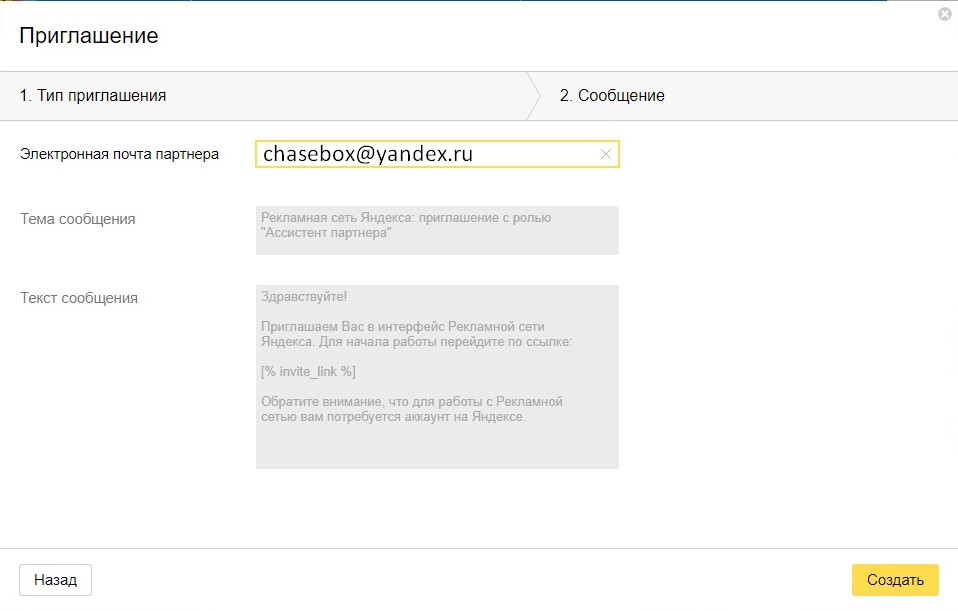 Приглашение
1. Тип приглашения
2. Сообщение
Электронная почта партнера
chasebox@yandex.ru
Тема сообщения
Рекламная сеть Яндекса: приглашение с ролью
"Ассистент партнера"
Текст сообщения
Здравствуйте!
Приглашаем Вас в интерфейс Рекламной сети
Яндекса. Для начала работы перейдите по ссылке:
[% invite_link %]
Обратите внимание, что для работы с Рекламной
сетью вам потребуется аккаунт на Яндексе.
Назад
Создать